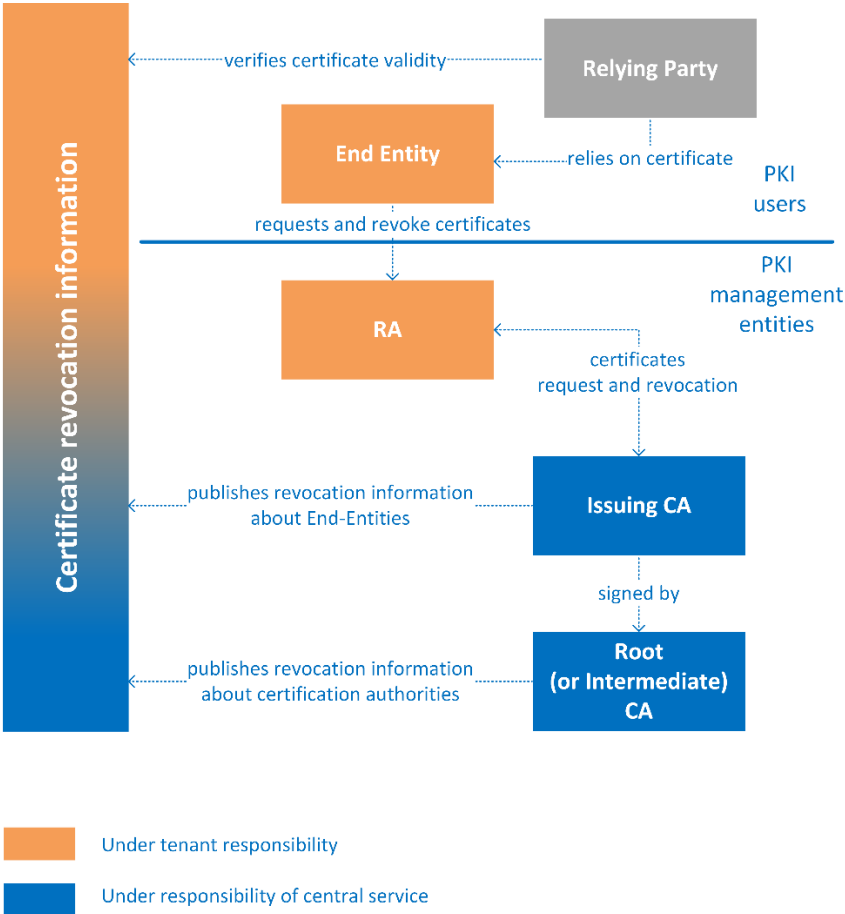 Certificate revocation information
verifies certificate validity
Relying Party
End Entity
relies on certificate
PKI
users
requests and revoke certificates
PKI
management
entities
RA
certificates
request and revocation
publishes revocation information
about End-Entities
Issuing CA
signed by
publishes revocation information
about certification authorities
Root
(or Intermediate)
CA
Under tenant responsibility
Under responsibility of central service